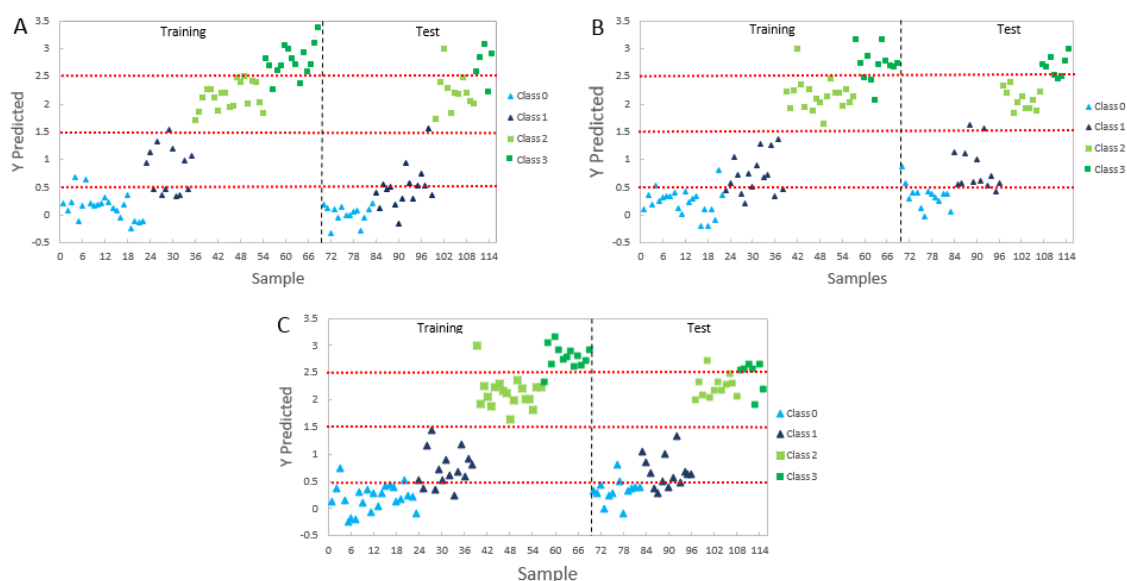 A
Training
Test
3.5
3
2.5
2
1.5
1
0.5
0
-0.5
Y Predicted
0 6 12 18 24 30 36 42 48 54 60 66 72 78 84 90 96 102 108 114
Sample
Class 0
Class 1
Class 2
Class 3
B
Training
Test
3.5
3
2.5
2
1.5
1
0.5
0
-0.5
Y Predicted
0 6 12 18 24 30 36 42 48 54 60 66 72 78 84 90 96 102 108 114
Samples
Class 0
Class 1
Class 2
Class 3
C
Training
Test
3.5
3
2.5
2
1.5
1
0.5
0
-0.5
Y Predicted
0 6 12 18 24 30 36 42 48 54 60 66 72 78 84 90 96 102 108 114
Sample
Class 0
Class 1
Class 2
Class 3